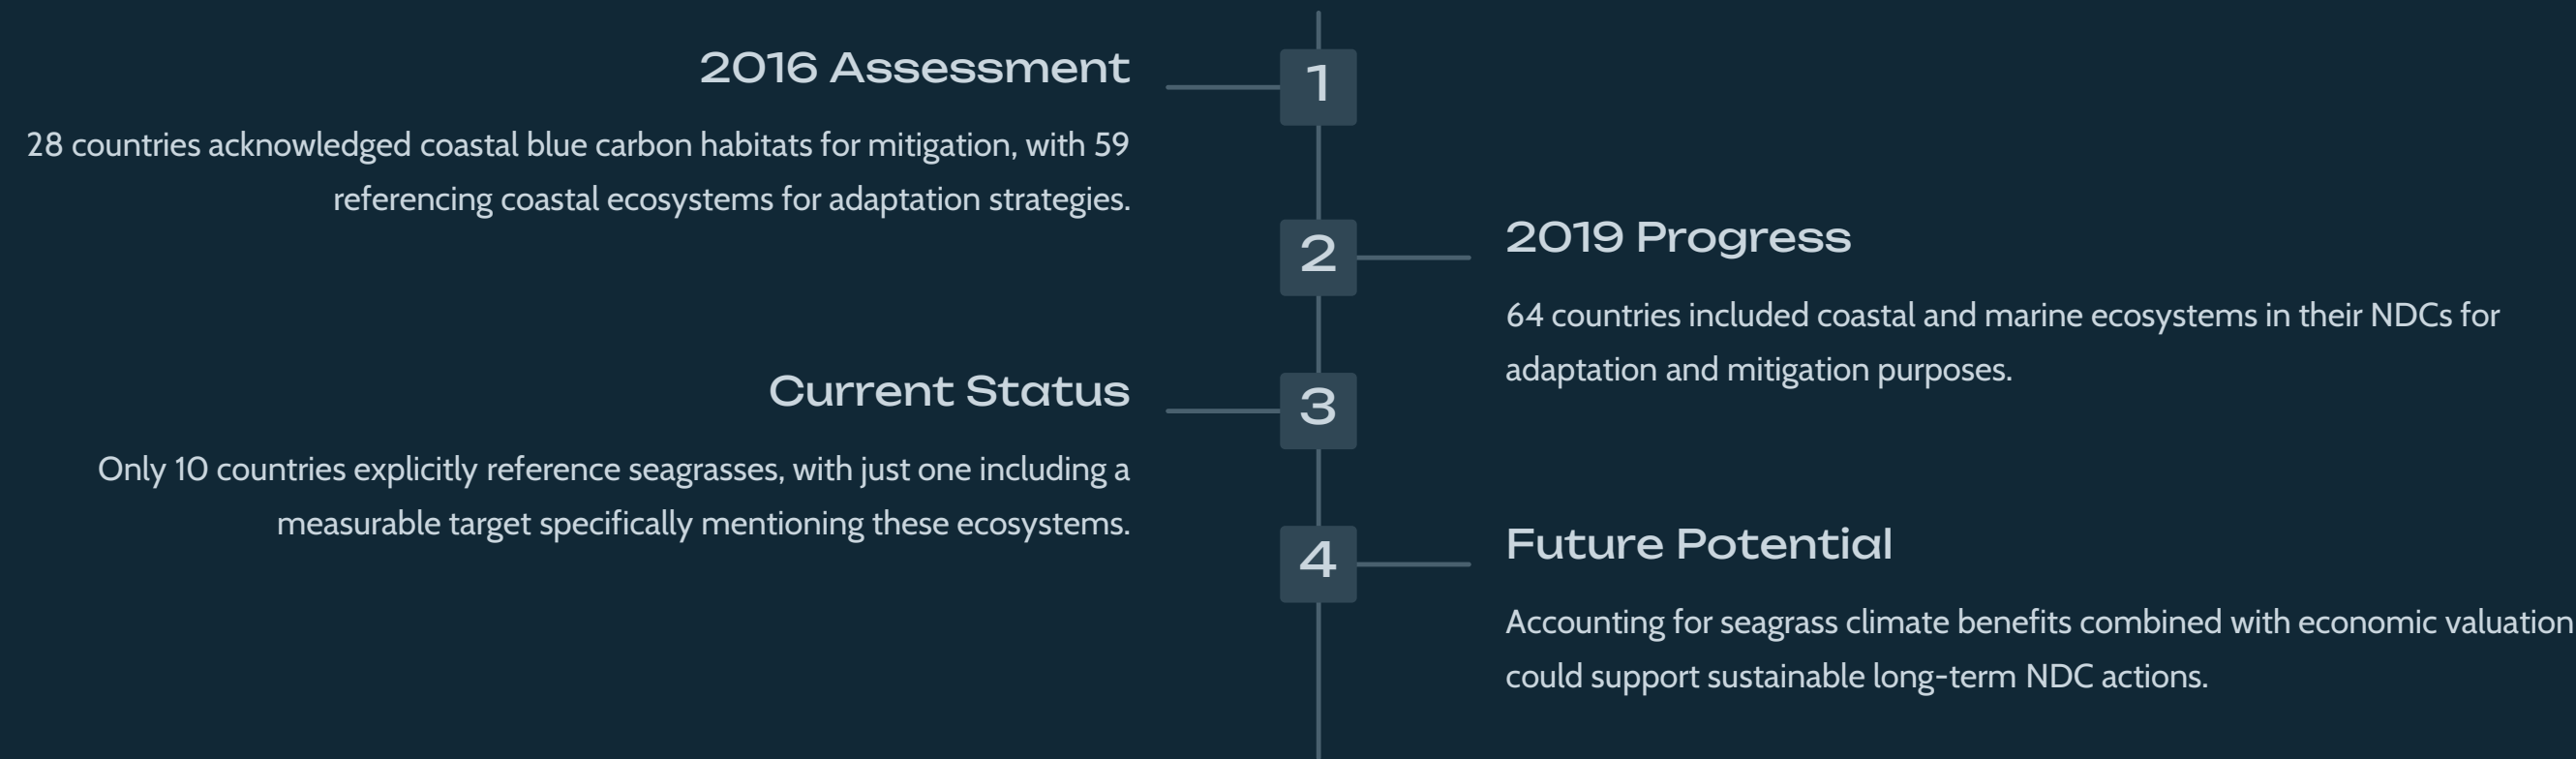 2016 Assessment
28 countries acknowledged coastal blue carbon habitats for mitigation, with 59
referencing coastal ecosystems for adaptation strategies.
1
2
2019 Progress
64 countries included coastal and marine ecosystems in their NDCs for
adaptation and mitigation purposes.
Current Status
Only 10 countries explicitly reference seagrasses, with just one including a
measurable target specifically mentioning these ecosystems.
3
4
Future Potential
Accounting for seagrass climate benefits combined with economic valuation
could support sustainable long-term NDC actions.